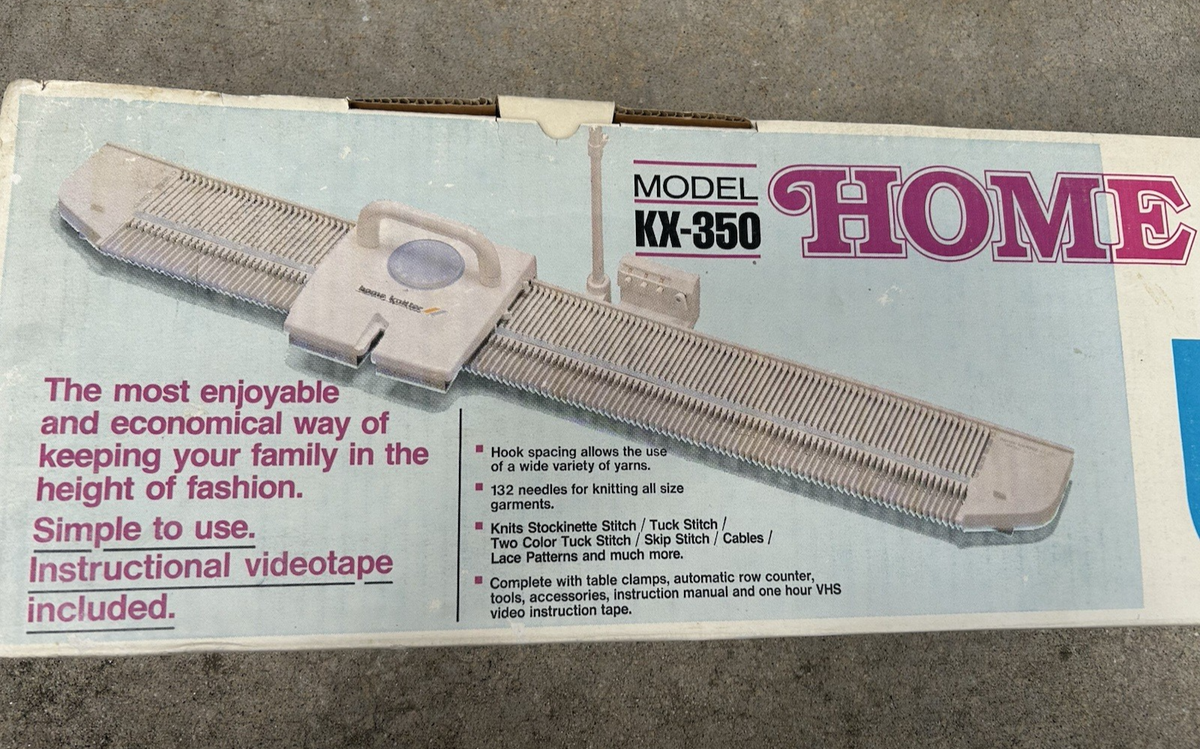 MODEL
KX-350
HOME
home knitter
The most enjoyable
and economical way of
keeping your family in the
height of fashion.
Simple to use.
Instructional videotape
included.
Hook spacing allows the use
of a wide variety of yarns.
132 needles for knitting all size
garments.
Knits Stockinette Stitch / Tuck Stitch /
Two Color Tuck Stitch / Skip Stitch / Cables /
Lace Patterns and much more.
Complete with table clamps, automatic row counter,
tools, accessories, instruction manual and one hour VHS
video instruction tape.